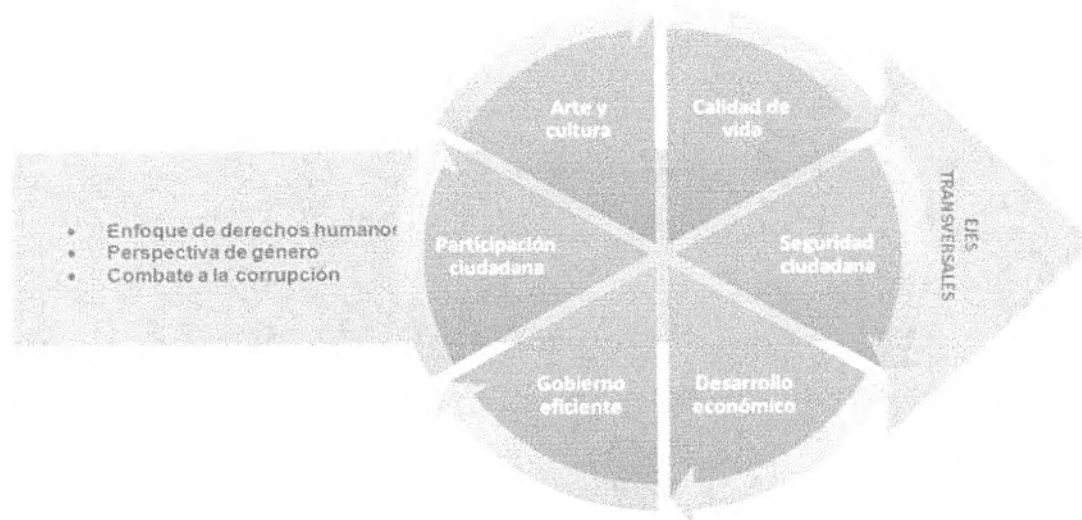 Arte y
cultura
Calidad de
vida
• Enfoque de derechos humanos
• Perspectiva de género
• Combate a la corrupción
Participación
ciudadana
Seguridad
ciudadana
EJES
TRANSVERSALES
Gobierno
eficiente
Desarrollo
económico